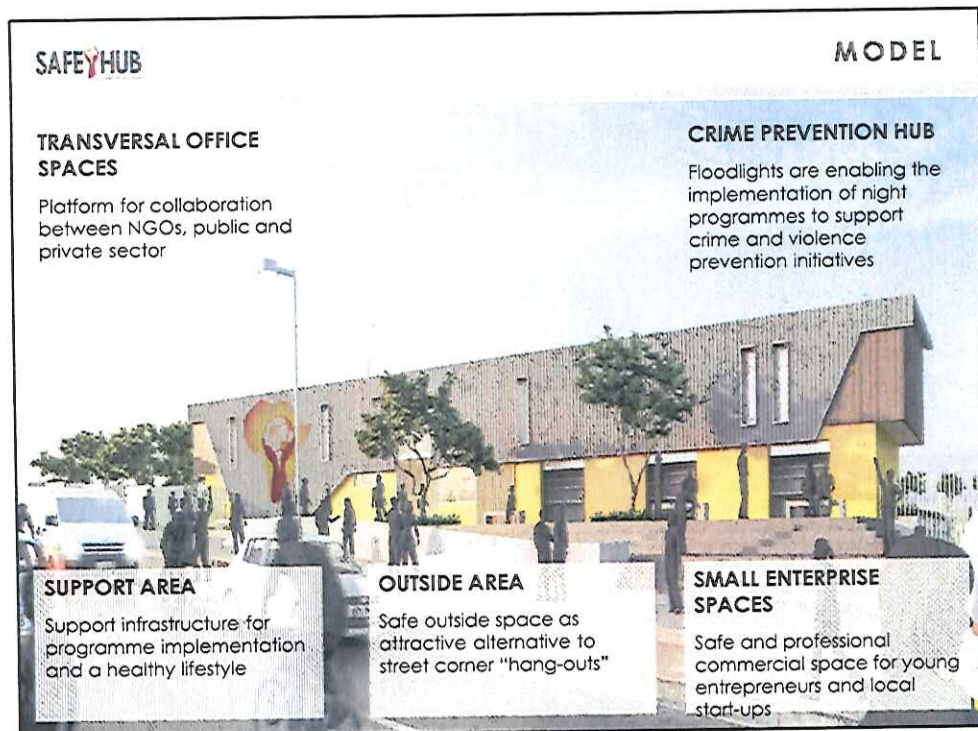 SAFEHUB
MODEL
TRANSVERSAL OFFICE
SPACES
Platform for collaboration
between NGOs, public and
private sector
CRIME PREVENTION HUB
Floodlights are enabling the
implementation of night
programmes to support
crime and violence
prevention initiatives
SUPPORT AREA
Support infrastructure for
programme implementation
and a healthy lifestyle
OUTSIDE AREA
Safe outside space as
attractive alternative to
street corner “hang-outs”
SMALL ENTERPRISE
SPACES
Safe and professional
commercial space for young
entrepreneurs and local
start-ups